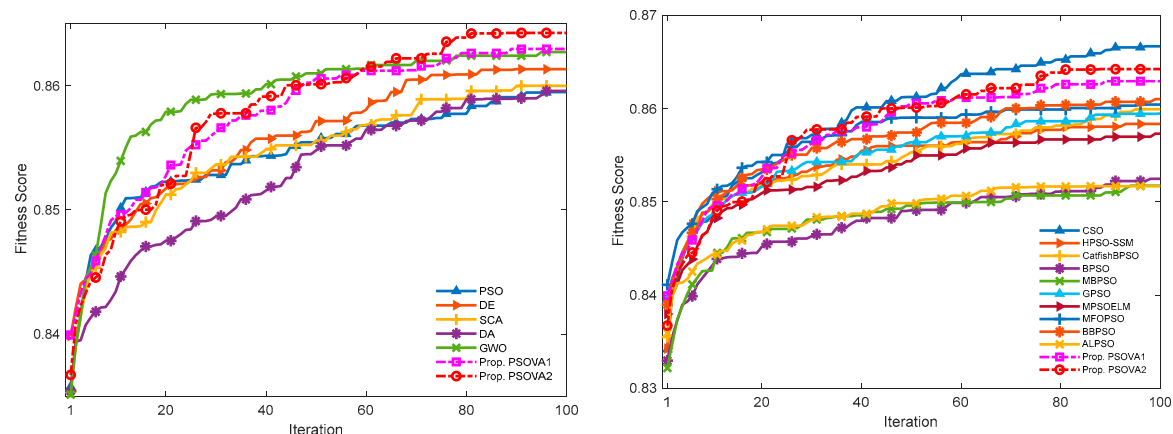 0.86
0.85
0.84
Fitness Score
1
20
40
60
80
100
Iteration
PSO
DE
SCA
DA
GWO
Prop. PSOVA1
Prop. PSOVA2
0.87
0.86
0.85
0.84
0.83
Fitness Score
1
20
40
60
80
100
Iteration
CSO
HPSO-SSM
CatfishBPSO
BPSO
MBPSO
GPSO
MPSOELM
MFOPSO
BBPSO
ALPSO
Prop. PSOVA1
Prop. PSOVA2